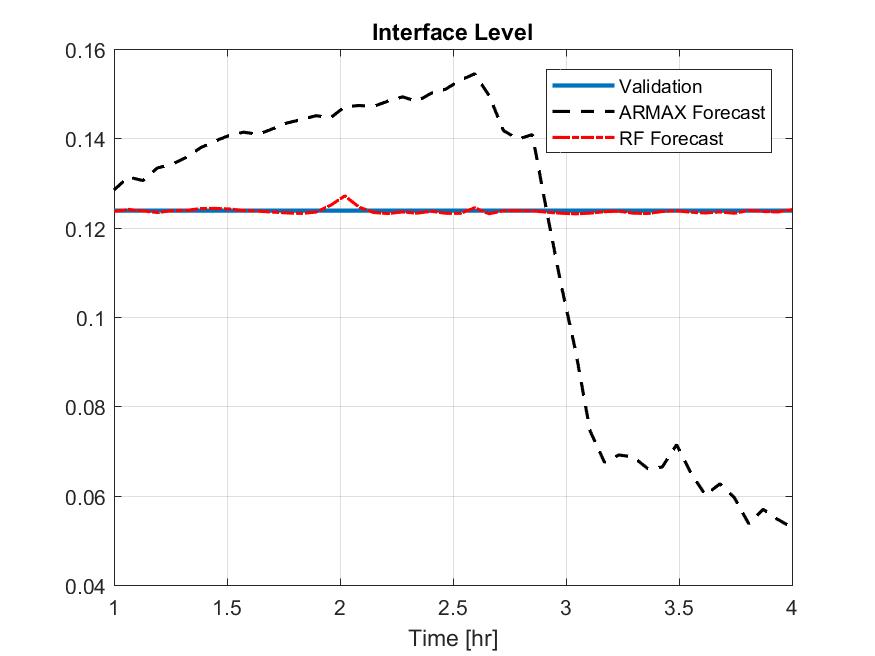 Interface Level
0.16
0.14
0.12
0.1
0.08
0.06
0.04
Validation
ARMAX Forecast
RF Forecast
1
1.5
2
2.5
3
3.5
4
Time [hr]